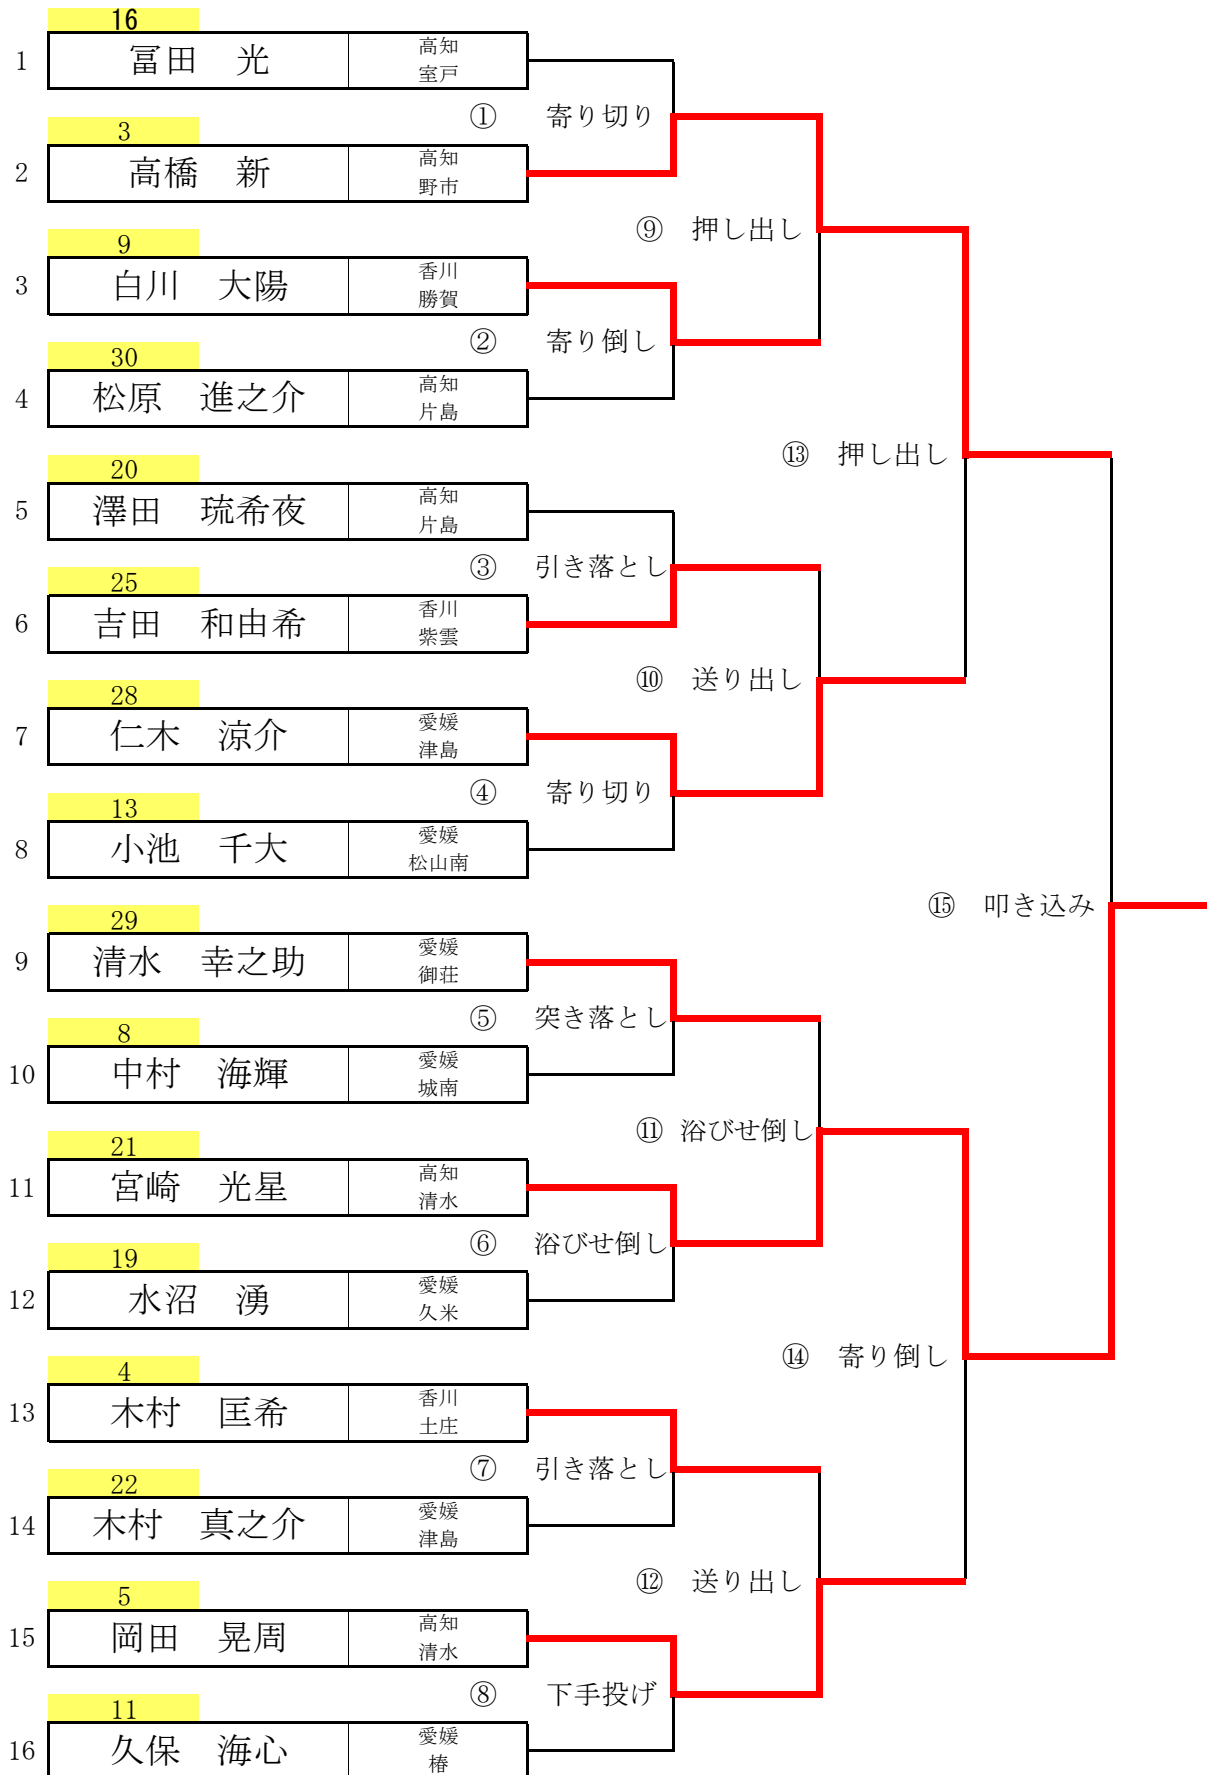 16
1 冨田 光 高知 室戸
① 寄り切り
3
2 高橋 新 高知 野市
⑨ 押し出し
9
3 白川 大陽 香川 勝賀
② 寄り倒し
30
4 松原 進之介 高知 片島
⑬ 押し出し
20
5 澤田 琉希夜 高知 片島
③ 引き落とし
25
6 吉田 和由希 香川 紫雲
⑩ 送り出し
28
7 仁木 涼介 愛媛 津島
④ 寄り切り
13
8 小池 千大 愛媛 松山南
⑮ 叩き込み
29
9 清水 幸之助 愛媛 御荘
⑤ 突き落とし
8
10 中村 海輝 愛媛 城南
⑪ 浴びせ倒し
21
11 宮崎 光星 高知 清水
⑥ 浴びせ倒し
19
12 水沼 湧 愛媛 久米
⑭ 寄り倒し
4
13 木村 匡希 香川 土庄
⑦ 引き落とし
22
14 木村 真之介 愛媛 津島
⑫ 送り出し
5
15 岡田 晃周 高知 清水
⑧ 下手投げ
11
16 久保 海心 愛媛 椿